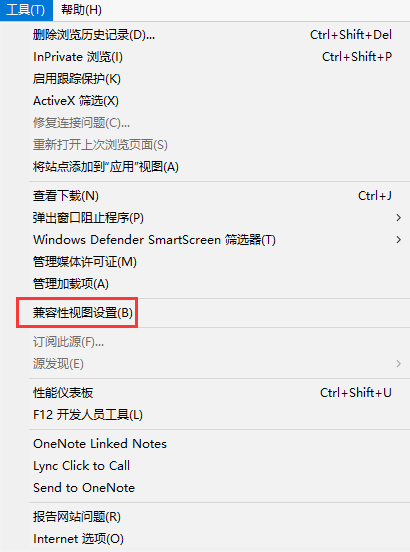 工具(T) 帮助(H)
删除浏览历史记录(D)... Ctrl+Shift+Del
InPrivate 浏览(I) Ctrl+Shift+P
启用跟踪保护(K)
ActiveX 筛选(X)
修复连接问题(C)...
重新打开上次浏览页面(S)
将站点添加到“应用”视图(A)
查看下载(N) Ctrl+J
弹出窗口阻止程序(P)
Windows Defender SmartScreen 筛选器(T)
管理媒体许可证(M)
管理加载项(A)
兼容性视图设置(B)
订阅此源(F)...
源发现(E)
性能仪表板 Ctrl+Shift+U
F12 开发人员工具(L)
OneNote Linked Notes
Lync Click to Call
Send to OneNote
报告网站问题(R)
Internet 选项(O)